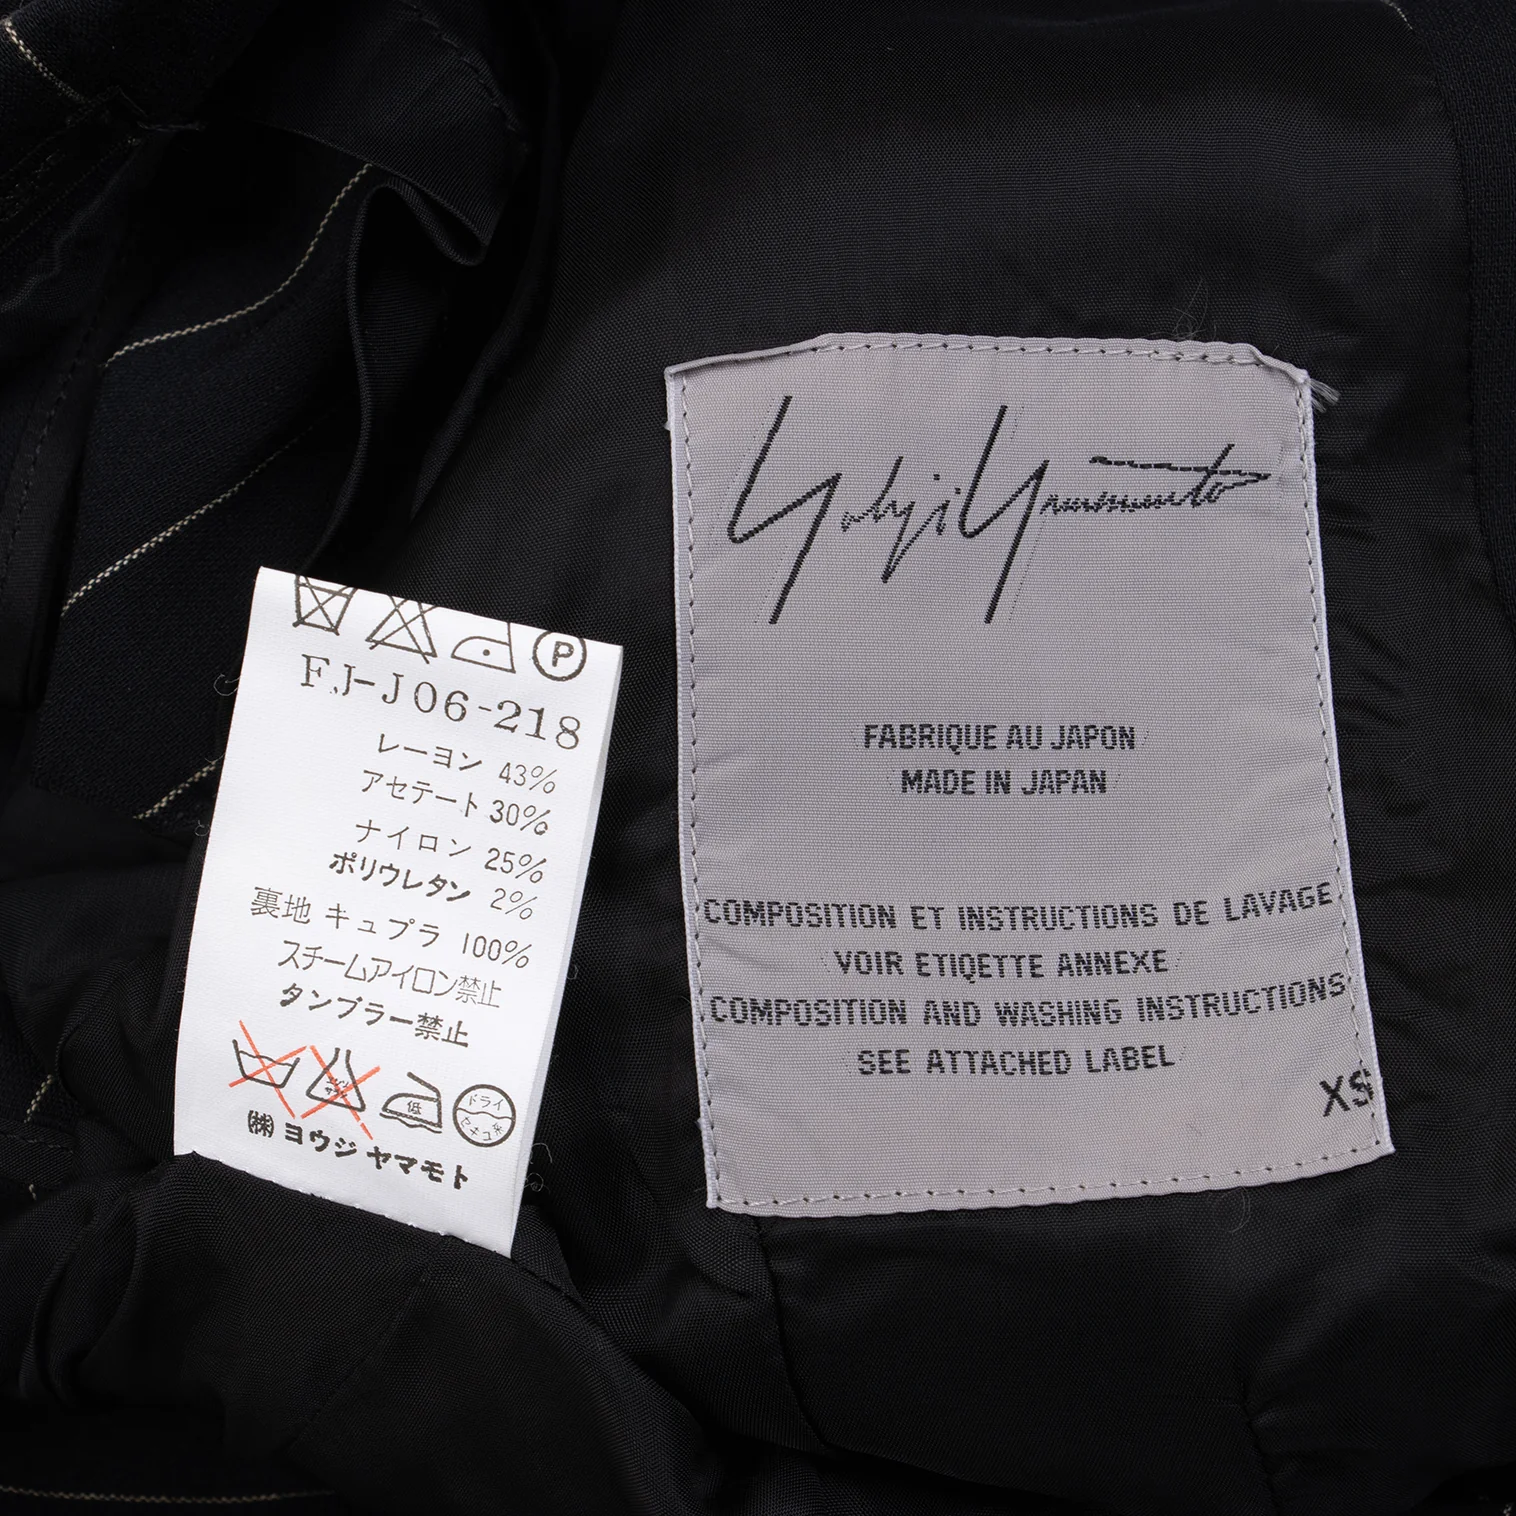 P
FJ-J06-218
レーヨン 43%
アセテート 30%
ナイロン 25%
ポリウレタン 2%
裏地 キュプラ 100%
スチームアイロン禁止
タンブラー禁止
低
ドライ
㈱ ヨウジ ヤマモト
Yohji Yamamoto
FABRIQUE AU JAPON
MADE IN JAPAN
COMPOSITION ET INSTRUCTIONS DE LAVAGE
VOIR ETIQETTE ANNEXE
COMPOSITION AND WASHING INSTRUCTIONS
SEE ATTACHED LABEL
XS